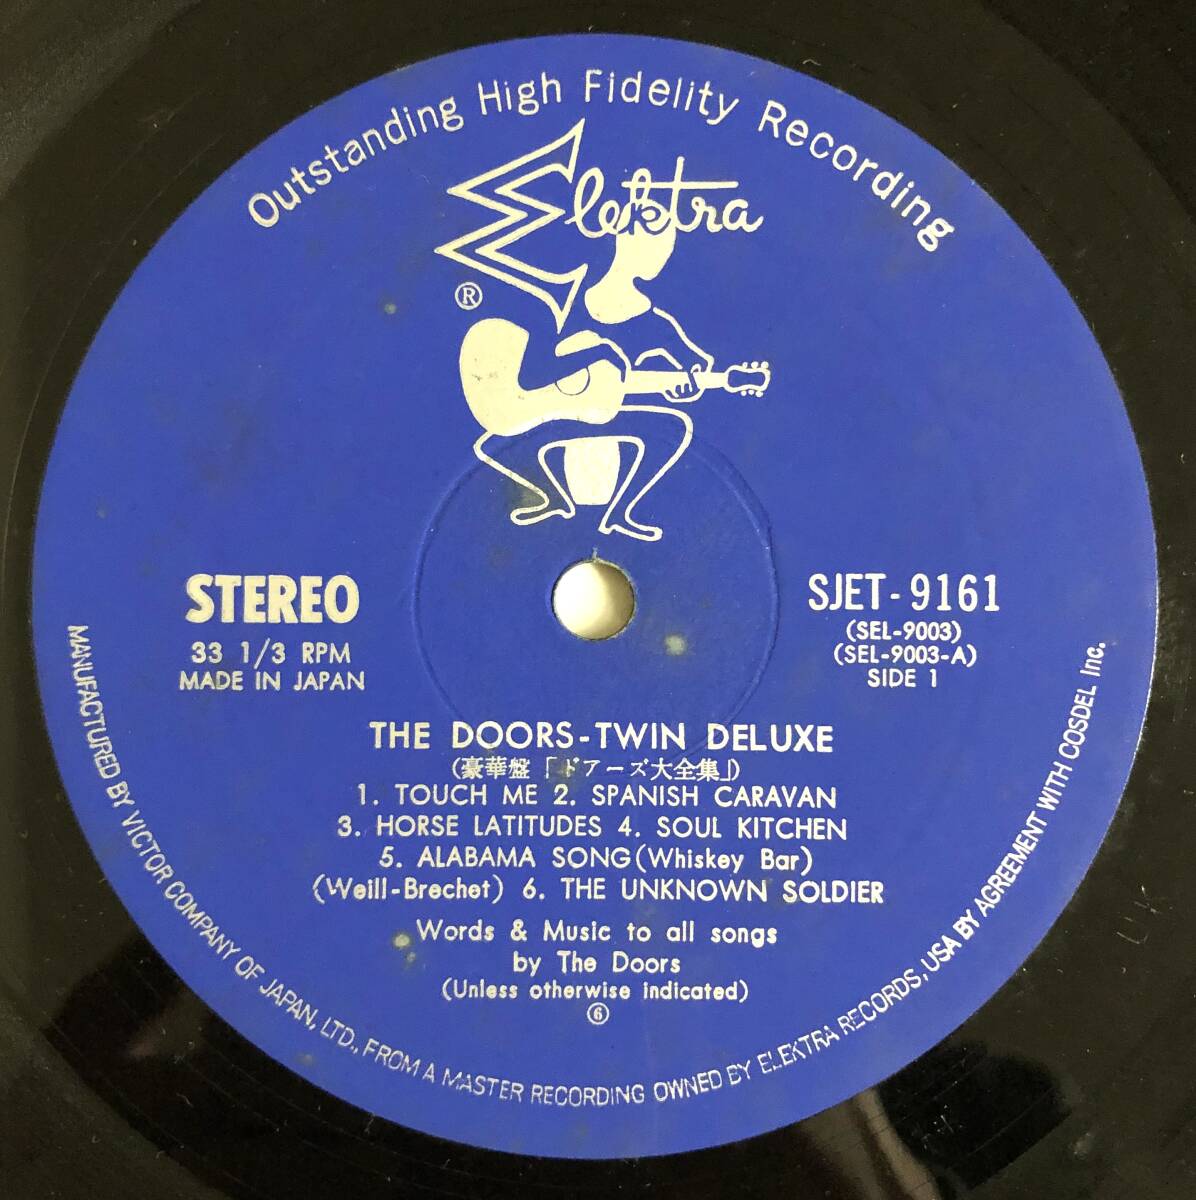 Outstanding High Fidelity Recording
Elektra
®
STEREO
33 1/3 RPM
MADE IN JAPAN
SJET-9161
(SEL-9003)
(SEL-9003-A)
SIDE 1
THE DOORS-TWIN DELUXE
(豪華盤「ドアーズ大全集」)
1. TOUCH ME 2. SPANISH CARAVAN
3. HORSE LATITUDES 4. SOUL KITCHEN
5. ALABAMA SONG(Whiskey Bar)
(Weill-Brechet) 6. THE UNKNOWN SOLDIER
Words & Music to all songs
by The Doors
(Unless otherwise indicated)
⑥
MANUFACTURED BY VICTOR COMPANY OF JAPAN, LTD., FROM A MASTER RECORDING OWNED BY ELEKTRA RECORDS, USA BY AGREEMENT WITH COSDEL Inc.